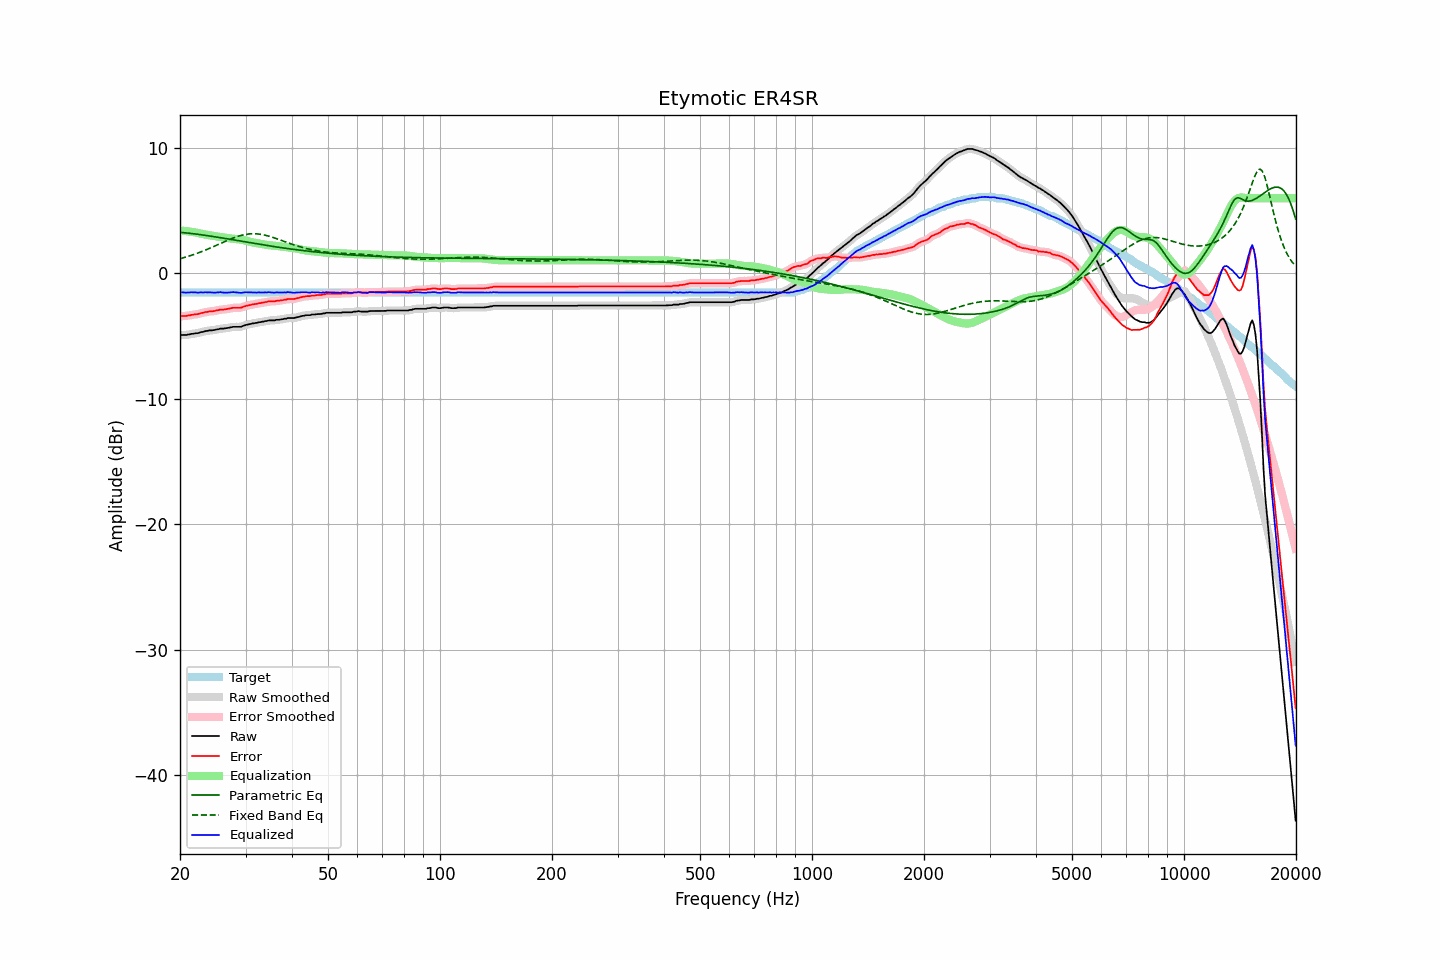 Etymotic ER4SR
Amplitude (dBr)
10
0
−10
−20
−30
−40
Target
Raw Smoothed
Error Smoothed
Raw
Error
Equalization
Parametric Eq
Fixed Band Eq
Equalized
20 50 100 200 500 1000 2000 5000 10000 20000
Frequency (Hz)